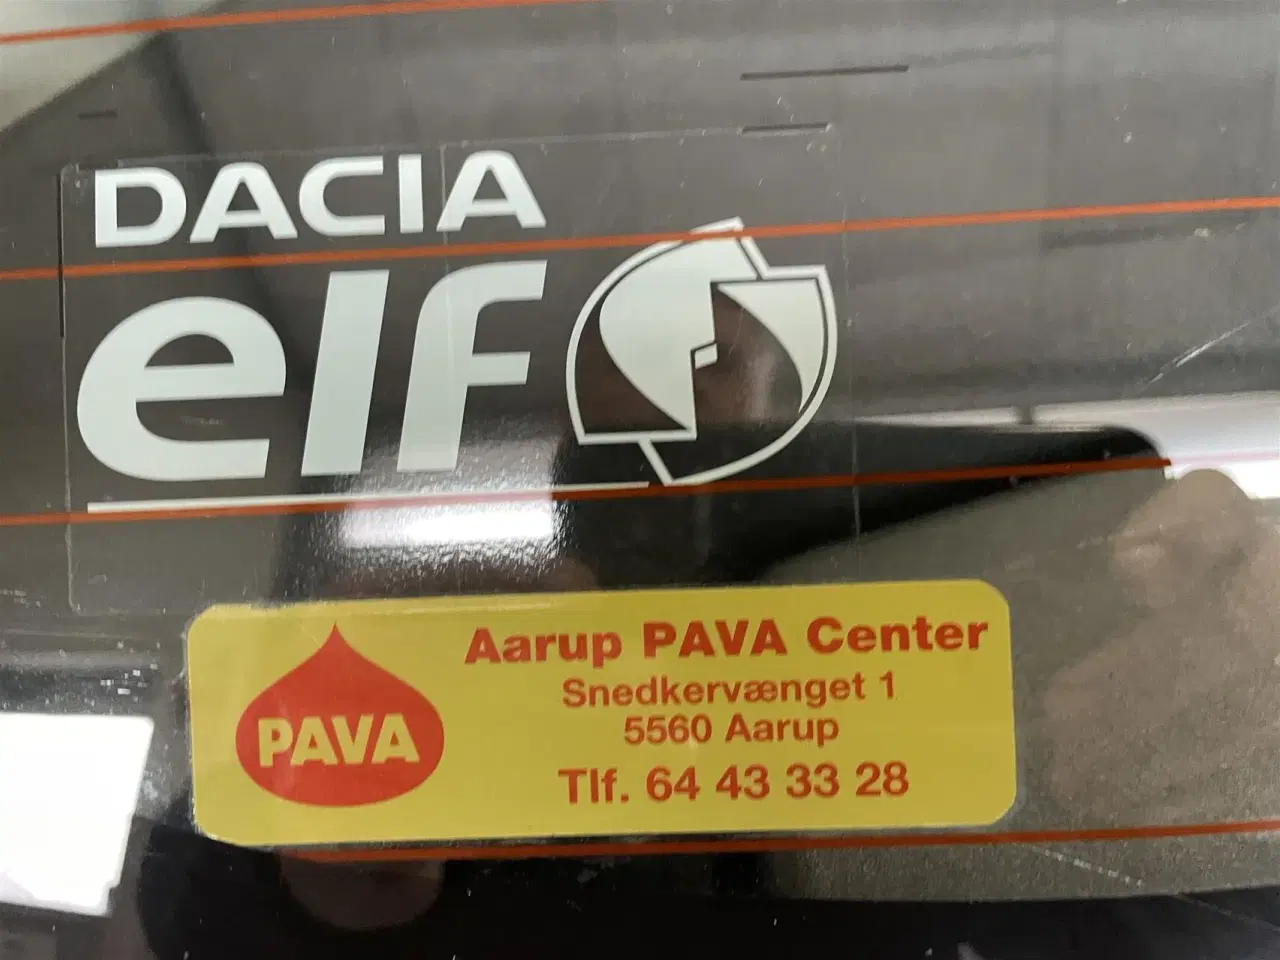 DACIA
elf
Aarup PAVA Center
Snedkervænget 1
5560 Aarup
Tlf. 64 43 33 28
PAVA